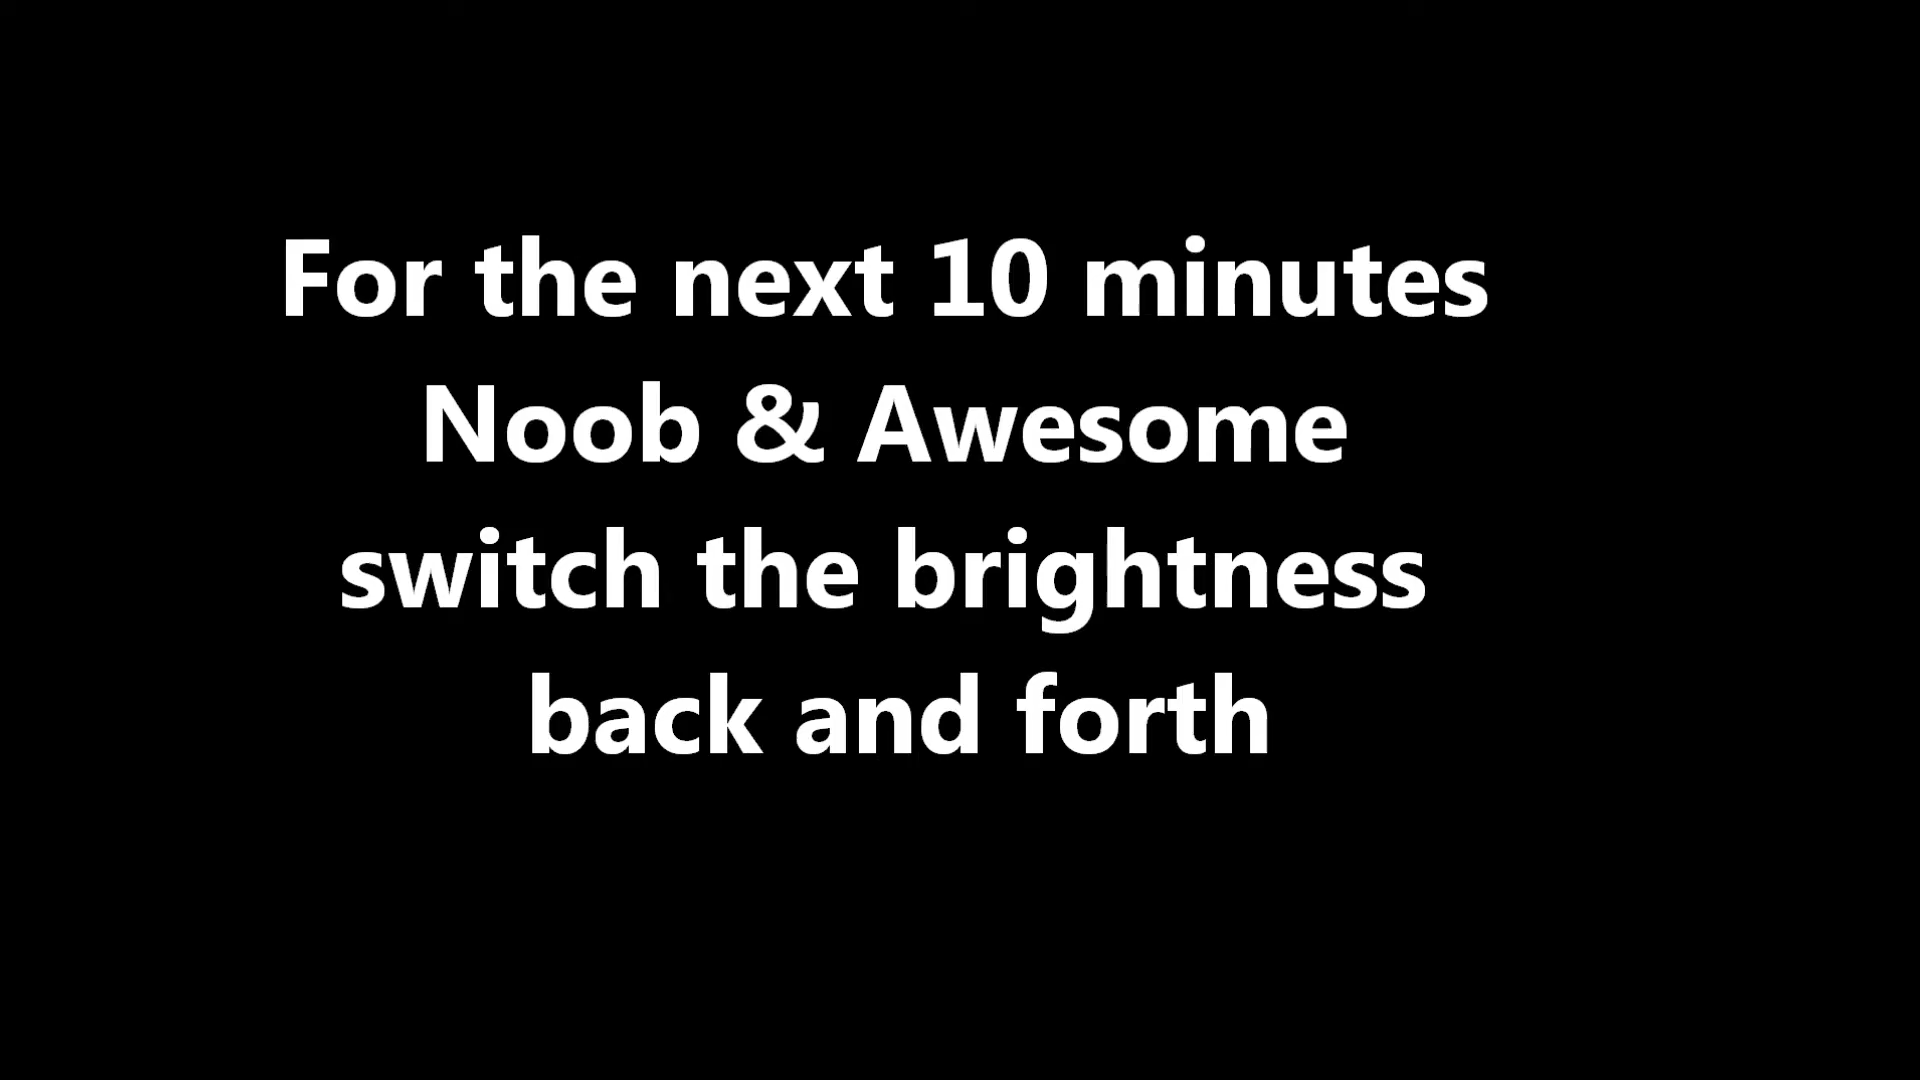 For the next 10 minutes
Noob & Awesome
switch the brightness
back and forth